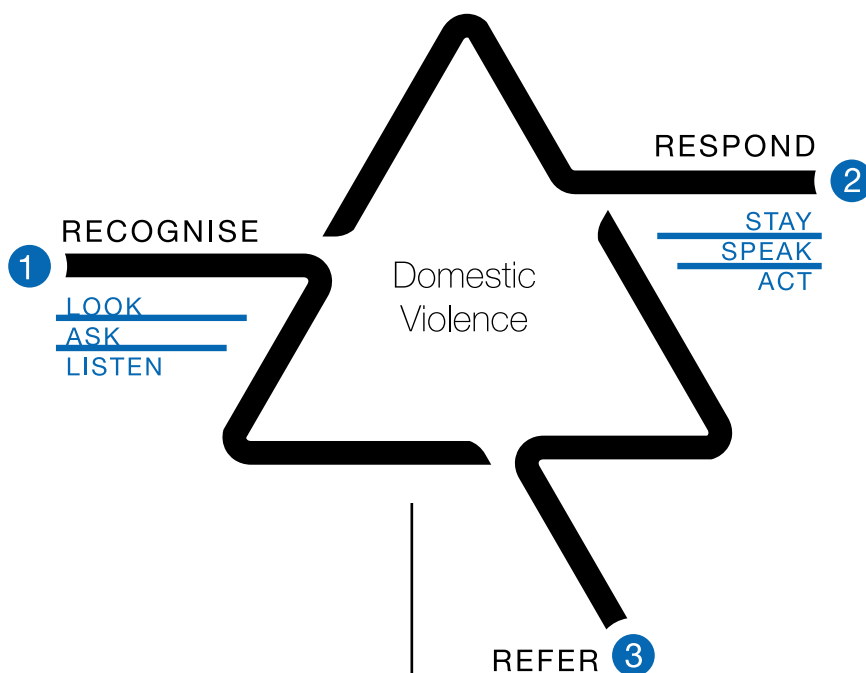 1
RECOGNISE
LOOK
ASK
LISTEN
Domestic
Violence
RESPOND
2
STAY
SPEAK
ACT
REFER
3